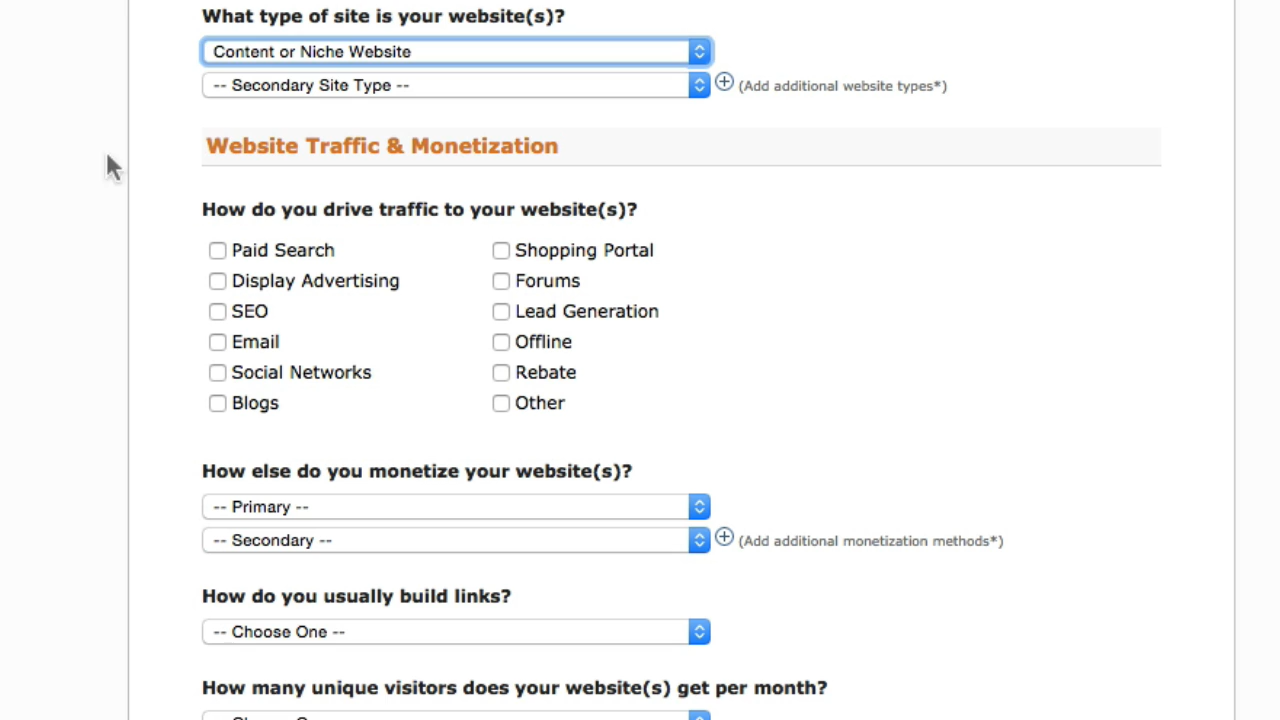 What type of site is your website(s)?
Content or Niche Website
-- Secondary Site Type --
(Add additional website types*)
Website Traffic & Monetization
How do you drive traffic to your website(s)?
Paid Search
Shopping Portal
Display Advertising
Forums
SEO
Lead Generation
Email
Offline
Social Networks
Rebate
Blogs
Other
How else do you monetize your website(s)?
-- Primary --
-- Secondary --
(Add additional monetization methods*)
How do you usually build links?
-- Choose One --
How many unique visitors does your website(s) get per month?